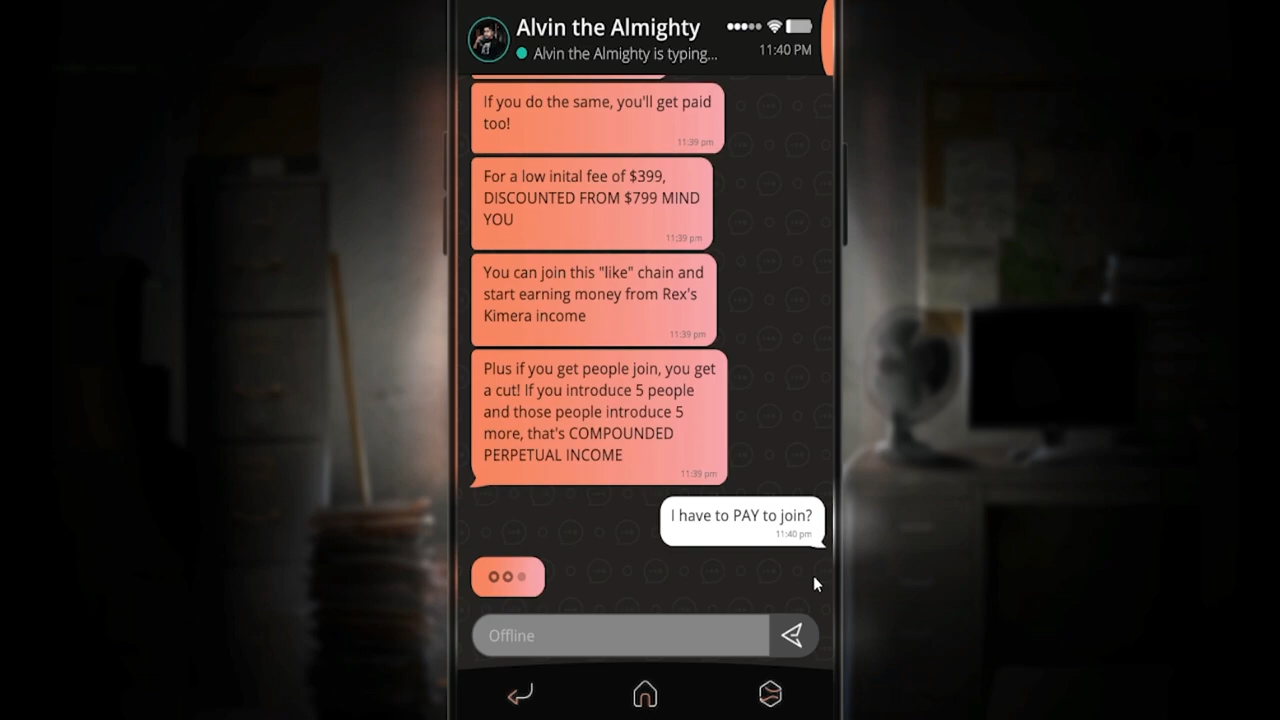 Alvin the Almighty
Alvin the Almighty is typing...
11:40 PM
If you do the same, you'll get paid
too!
11:39 pm
For a low inital fee of $399,
DISCOUNTED FROM $799 MIND
YOU
11:39 pm
You can join this "like" chain and
start earning money from Rex's
Kimera income
11:39 pm
Plus if you get people join, you get
a cut! If you introduce 5 people
and those people introduce 5
more, that's COMPOUNDED
PERPETUAL INCOME
11:39 pm
I have to PAY to join?
11:40 pm
Offline